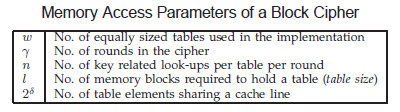 Memory Access Parameters of a Block Cipher
w No. of equally sized tables used in the implementation
γ No. of rounds in the cipher
n No. of key related look-ups per table per round
l No. of memory blocks required to hold a table (table size)
2^δ No. of table elements sharing a cache line